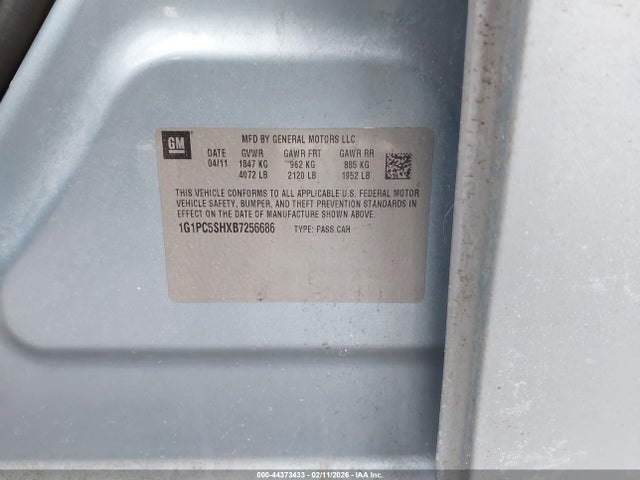 GM
MFD BY GENERAL MOTORS LLC
DATE GVWR GAWR FRT GAWR RR
04/11 1847 KG 962 KG 885 KG
4072 LB 2120 LB 1952 LB
THIS VEHICLE CONFORMS TO ALL APPLICABLE U.S. FEDERAL MOTOR
VEHICLE SAFETY, BUMPER, AND THEFT PREVENTION STANDARDS IN
EFFECT ON THE DATE OF MANUFACTURE SHOWN ABOVE.
1G1PC5SHXB7256686 TYPE: PASS CAR
000-44373433 - 02/11/2026 - IAA Inc.